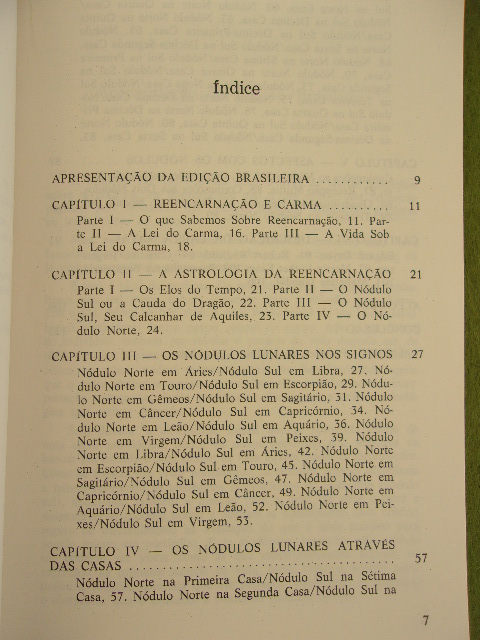 Índice
APRESENTAÇÃO DA EDIÇÃO BRASILEIRA ............ 9
CAPÍTULO I — REENCARNAÇÃO E CARMA .......... 11
Parte I — O que Sabemos Sobre Reencarnação, 11. Par-
te II — A Lei do Carma, 16. Parte III — A Vida Sob
a Lei do Carma, 18.
CAPÍTULO II — A ASTROLOGIA DA REENCARNAÇÃO 21
Parte I — Os Elos do Tempo, 21. Parte II — O Nódulo
Sul ou a Cauda do Dragão, 22. Parte III — O Nódulo
Sul, Seu Calcanhar de Aquiles, 23. Parte IV — O Nó-
dulo Norte, 24.
CAPÍTULO III — OS NÓDULOS LUNARES NOS SIGNOS 27
Nódulo Norte em Áries/Nódulo Sul em Libra, 27. Nó-
dulo Norte em Touro/Nódulo Sul em Escorpião, 29. Nódu-
lo Norte em Gêmeos/Nódulo Sul em Sagitário, 31. Nódulo
Norte em Câncer/Nódulo Sul em Capricórnio, 34. Nó-
dulo Norte em Leão/Nódulo Sul em Aquário, 36. Nódulo
Norte em Virgem/Nódulo Sul em Peixes, 39. Nódulo
Norte em Libra/Nódulo Sul em Áries, 42. Nódulo Norte
em Escorpião/Nódulo Sul em Touro, 45. Nódulo Norte em
Sagitário/Nódulo Sul em Gêmeos, 47. Nódulo Norte em
Capricórnio/Nódulo Sul em Câncer, 49. Nódulo Norte em
Aquário/Nódulo Sul em Leão, 52. Nódulo Norte em Pei-
xes/Nódulo Sul em Virgem, 53.
CAPÍTULO IV — OS NÓDULOS LUNARES ATRAVÉS
DAS CASAS ........................................ 57
Nódulo Norte na Primeira Casa/Nódulo Sul na Sétima
Casa, 57. Nódulo Norte na Segunda Casa/Nódulo Sul na
7